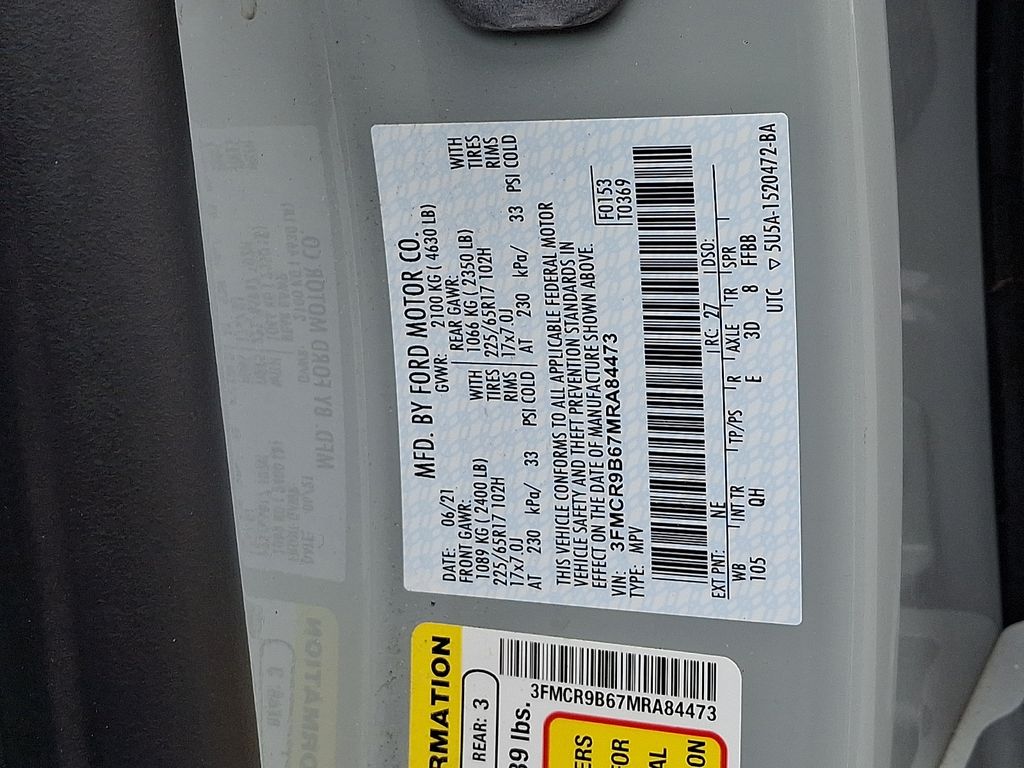 MFD. BY FORD MOTOR CO.
DATE: 06/21 GVWR: 2100 KG ( 4630 LB)
FRONT GAWR: REAR GAWR:
1089 KG ( 2400 LB) WITH 1066 KG ( 2350 LB) WITH
225/65R17 102H TIRES 225/65R17 102H TIRES
17x7.0J RIMS 17x7.0J RIMS
AT 230 kPa/ 33 PSI COLD AT 230 kPa/ 33 PSI COLD
THIS VEHICLE CONFORMS TO ALL APPLICABLE FEDERAL MOTOR
VEHICLE SAFETY AND THEFT PREVENTION STANDARDS IN
EFFECT ON THE DATE OF MANUFACTURE SHOWN ABOVE.
VIN: 3FMCR9B67MRA84473
TYPE: MPV
F0153
T0369
EXT PNT: NE RC: 27 DSO:
WB INT TR TP/PS R AXLE TR SPR
105 QH E 3D 8 FFBB
UTC ▽ 5U5A-1520472-BA
RMATION
REAR: 3
39 lbs.
3FMCR9B67MRA84473
ERS
FOR
AL
ON